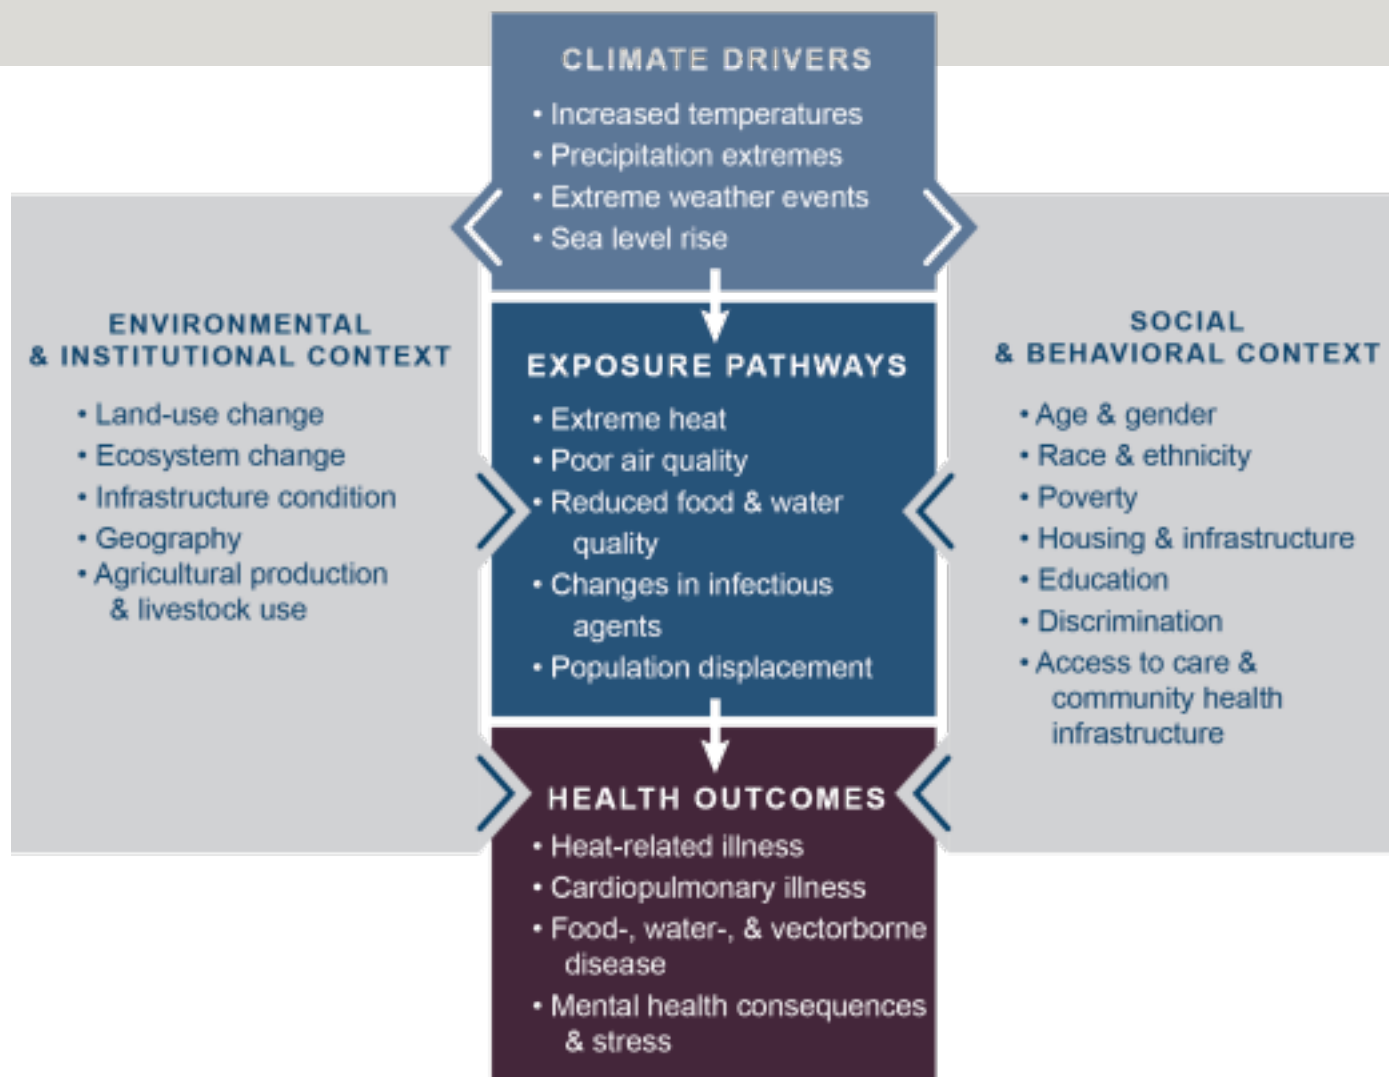 CLIMATE DRIVERS
• Increased temperatures
• Precipitation extremes
• Extreme weather events
• Sea level rise
ENVIRONMENTAL
& INSTITUTIONAL CONTEXT
• Land-use change
• Ecosystem change
• Infrastructure condition
• Geography
• Agricultural production
& livestock use
EXPOSURE PATHWAYS
• Extreme heat
• Poor air quality
• Reduced food & water
quality
• Changes in infectious
agents
• Population displacement
SOCIAL
& BEHAVIORAL CONTEXT
• Age & gender
• Race & ethnicity
• Poverty
• Housing & infrastructure
• Education
• Discrimination
• Access to care &
community health
infrastructure
HEALTH OUTCOMES
• Heat-related illness
• Cardiopulmonary illness
• Food-, water-, & vectorborne
disease
• Mental health consequences
& stress